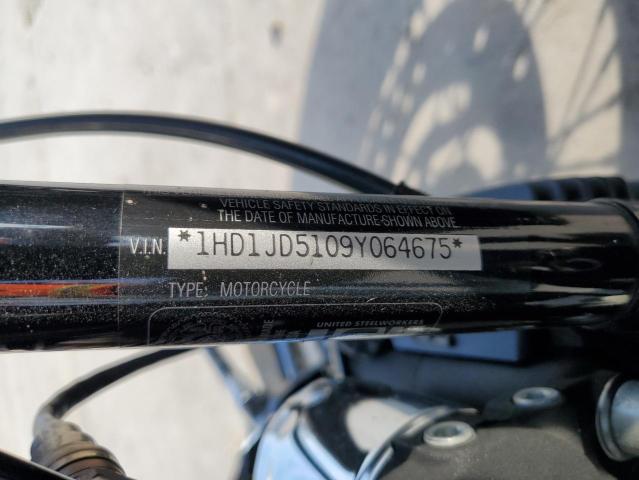 VEHICLE SAFETY STANDARDS IN EFFECT ON
THE DATE OF MANUFACTURE SHOWN ABOVE.
V.I.N. *1HD1JD5109Y064675*
TYPE: MOTORCYCLE
UNITED STEELWORKERS